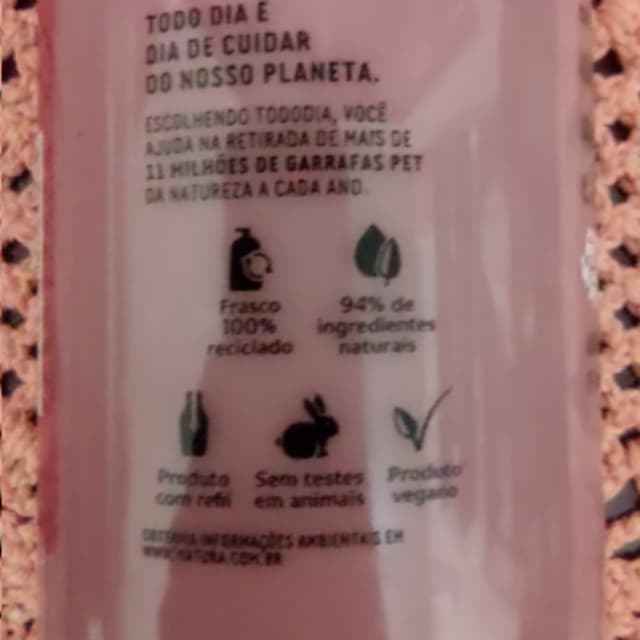 TODO DIA É
DIA DE CUIDAR
DO NOSSO PLANETA.
ESCOLHENDO TODODIA, VOCÊ
AJUDA NA RETIRADA DE MAIS DE
11 MILHÕES DE GARRAFAS PET
DA NATUREZA A CADA ANO.
Frasco
100%
reciclado
94% de
ingredientes
naturais
Produto
com refil
Sem testes
em animais
Produto
vegano
OBTENHA INFORMAÇÕES AMBIENTAIS EM
WWW.NATURA.COM.BR